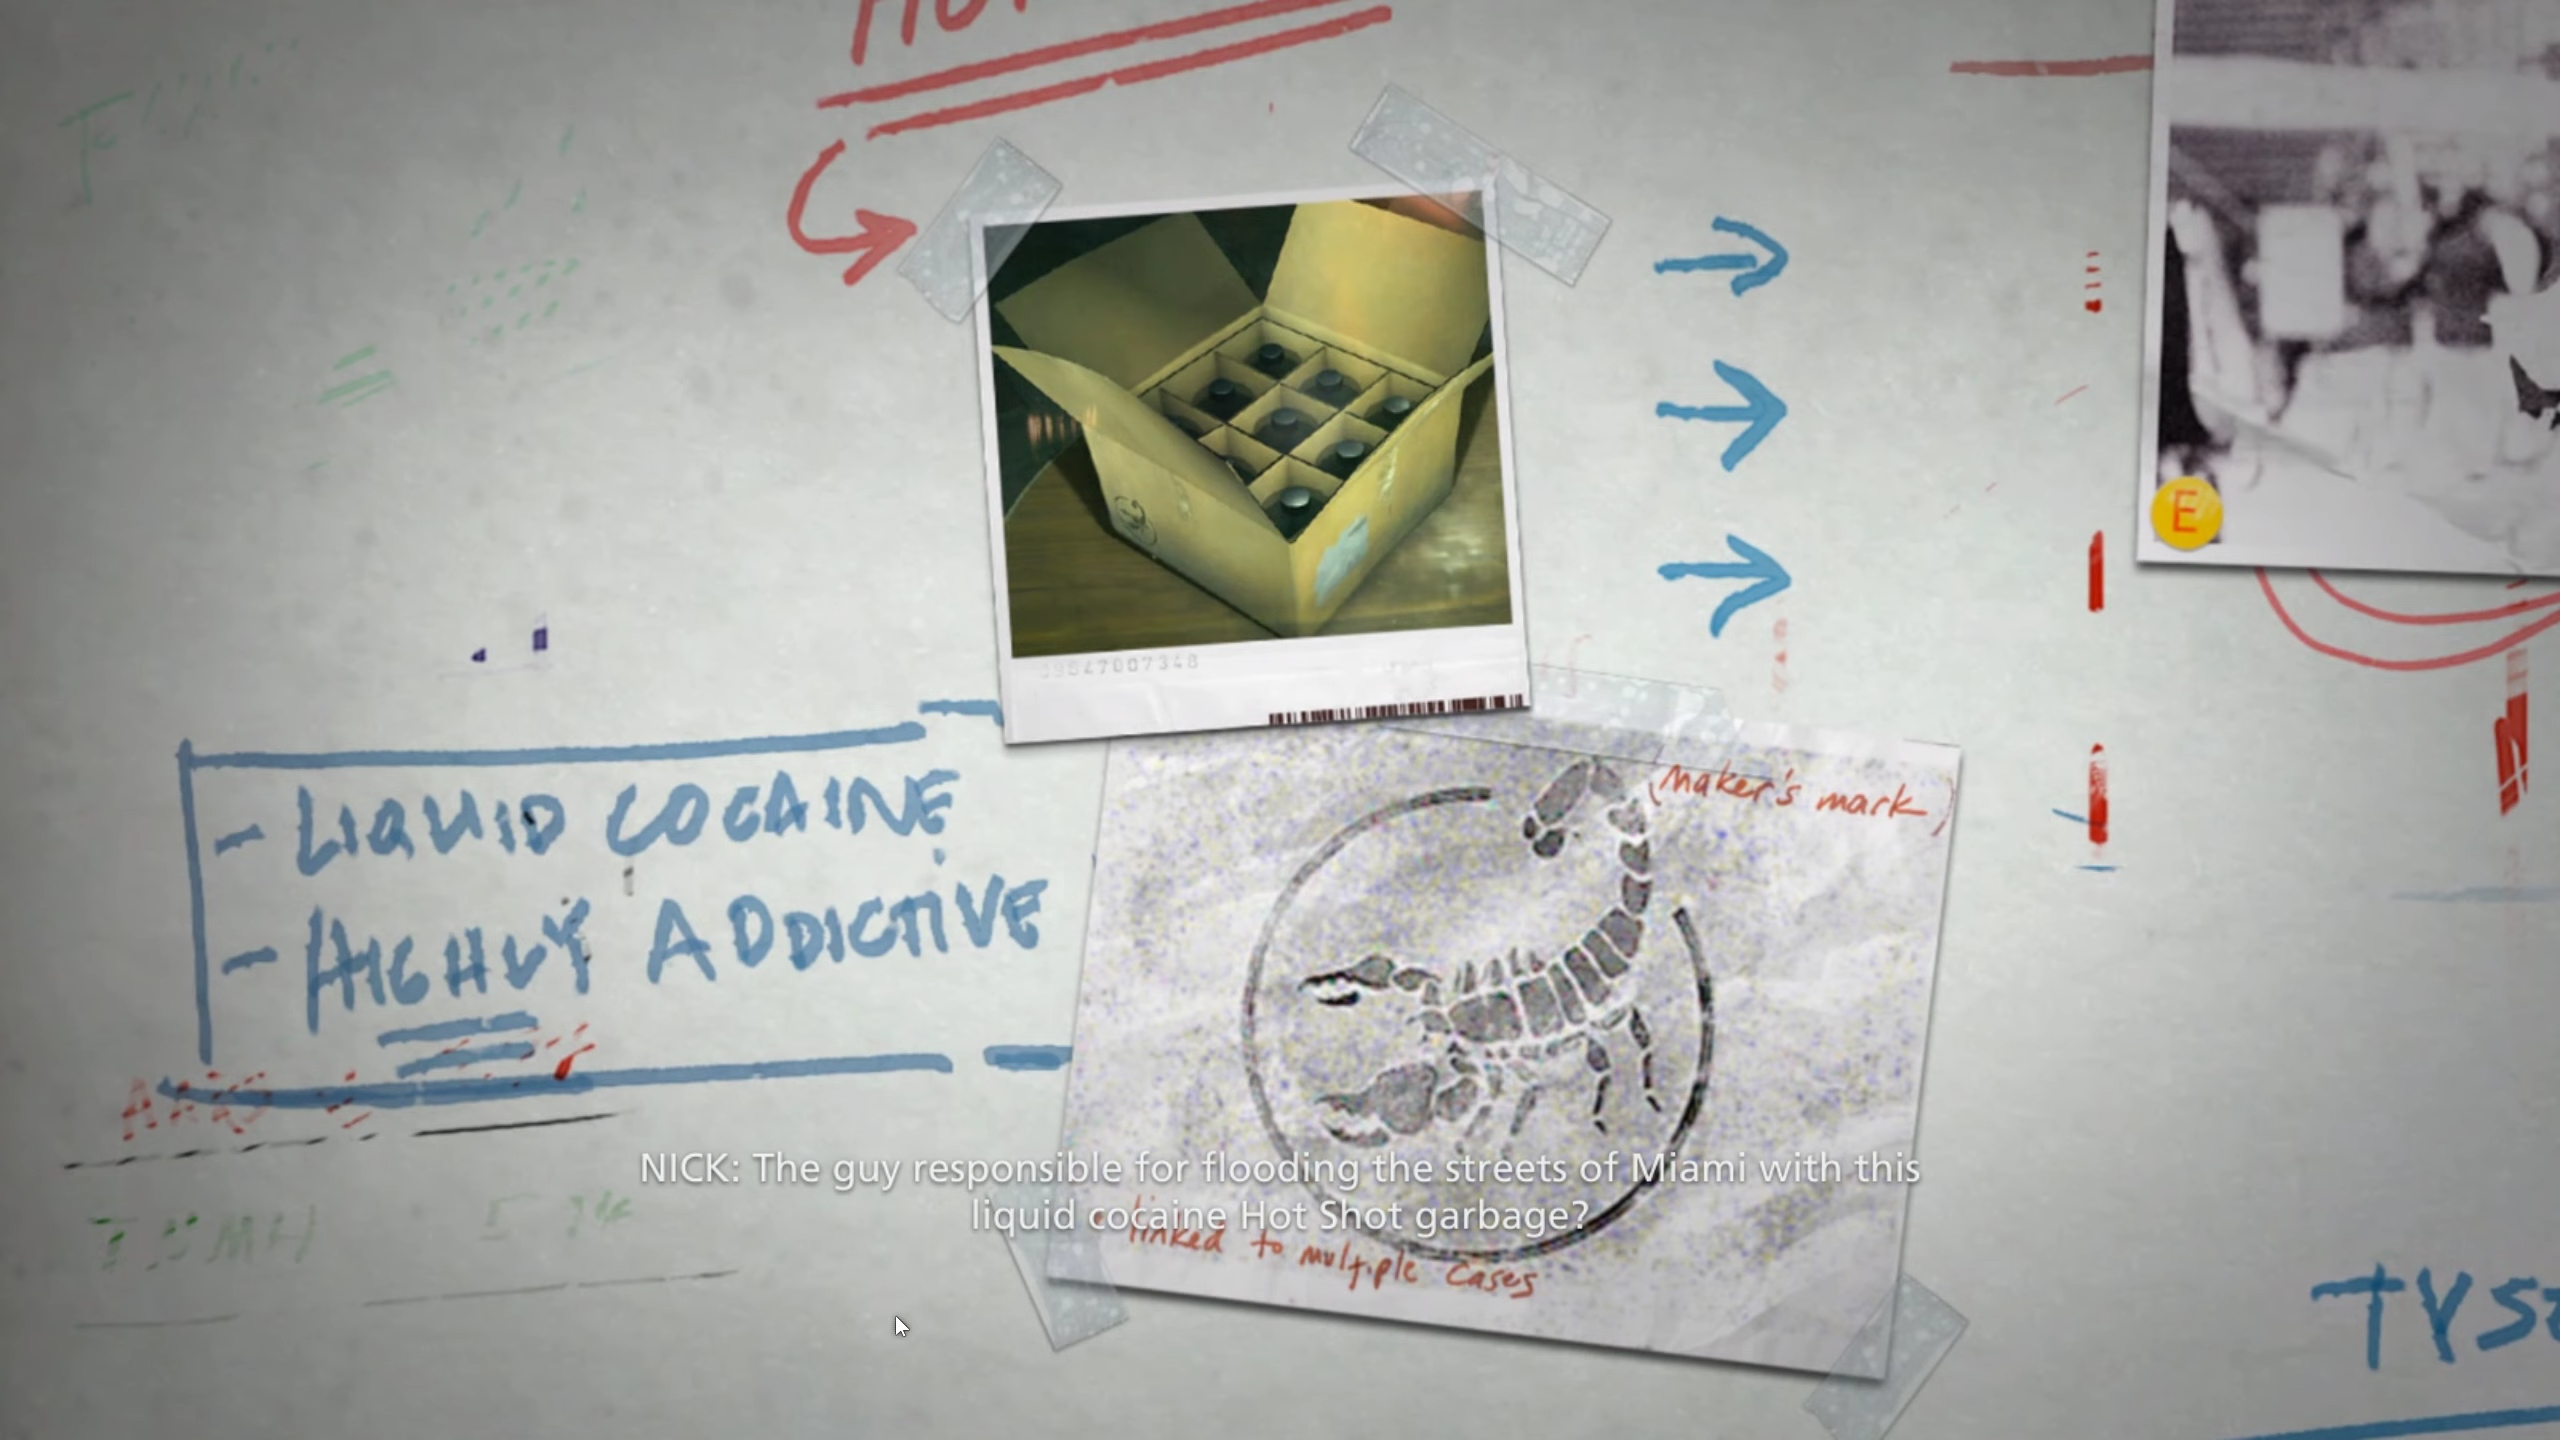 (maker's mark)
- LIQUID COCAINE
- HIGHLY ADDICTIVE
E
NICK: The guy responsible for flooding the streets of Miami with this
liquid cocaine Hot Shot garbage?
linked to multiple cases